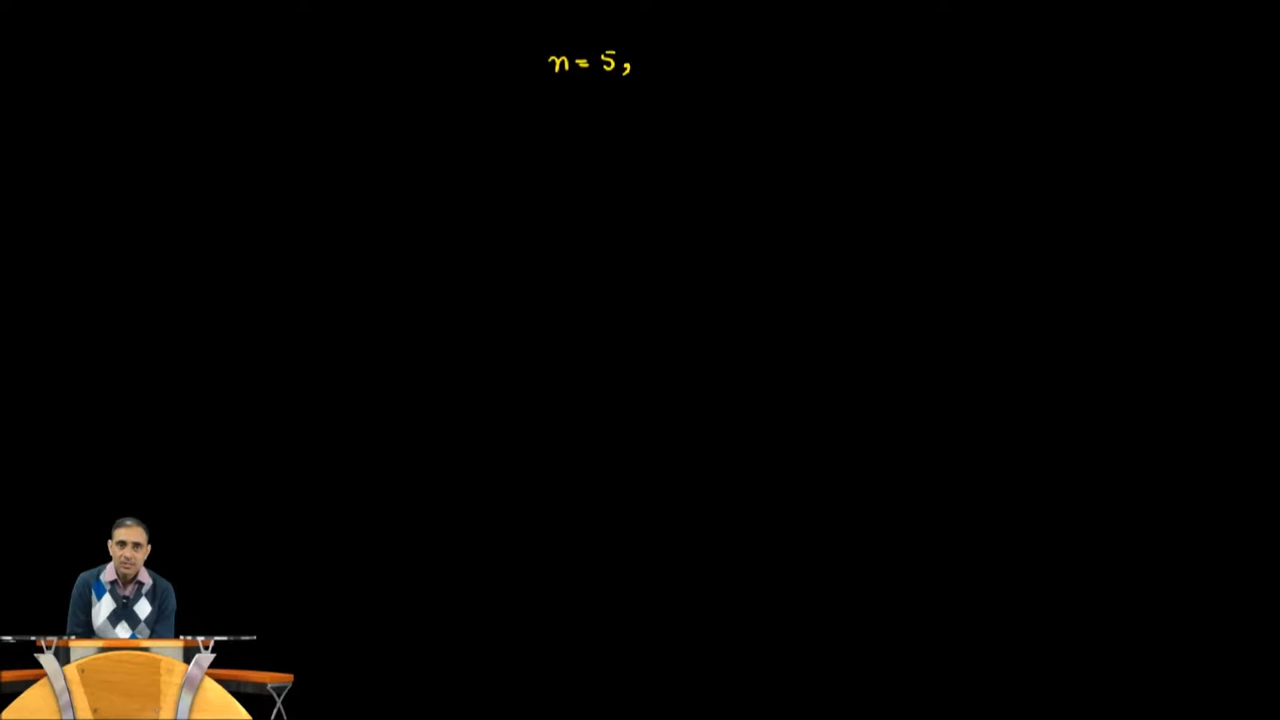 n = 5,